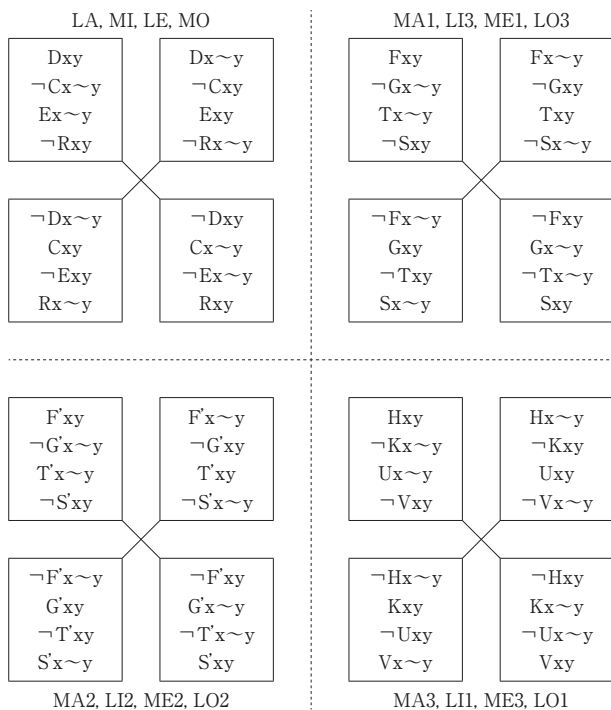 LA, MI, LE, MO
Dxy
¬Cx∼y
Ex∼y
¬Rxy
Dx∼y
¬Cxy
Exy
¬Rx∼y
¬Dx∼y
Cxy
¬Exy
Rx∼y
¬Dxy
Cx∼y
¬Ex∼y
Rxy
MA1, LI3, ME1, LO3
Fxy
¬Gx∼y
Tx∼y
¬Sxy
Fx∼y
¬Gxy
Txy
¬Sx∼y
¬Fx∼y
Gxy
¬Txy
Sx∼y
¬Fxy
Gx∼y
¬Tx∼y
Sxy
F'xy
¬G'x∼y
T'x∼y
¬S'xy
F'x∼y
¬G'xy
T'xy
¬S'x∼y
¬F'x∼y
G'xy
¬T'xy
S'x∼y
¬F'xy
G'x∼y
¬T'x∼y
S'xy
MA2, LI2, ME2, LO2
Hxy
¬Kx∼y
Ux∼y
¬Vxy
Hx∼y
¬Kxy
Uxy
¬Vx∼y
¬Hx∼y
Kxy
¬Uxy
Vx∼y
¬Hxy
Kx∼y
¬Ux∼y
Vxy
MA3, LI1, ME3, LO1